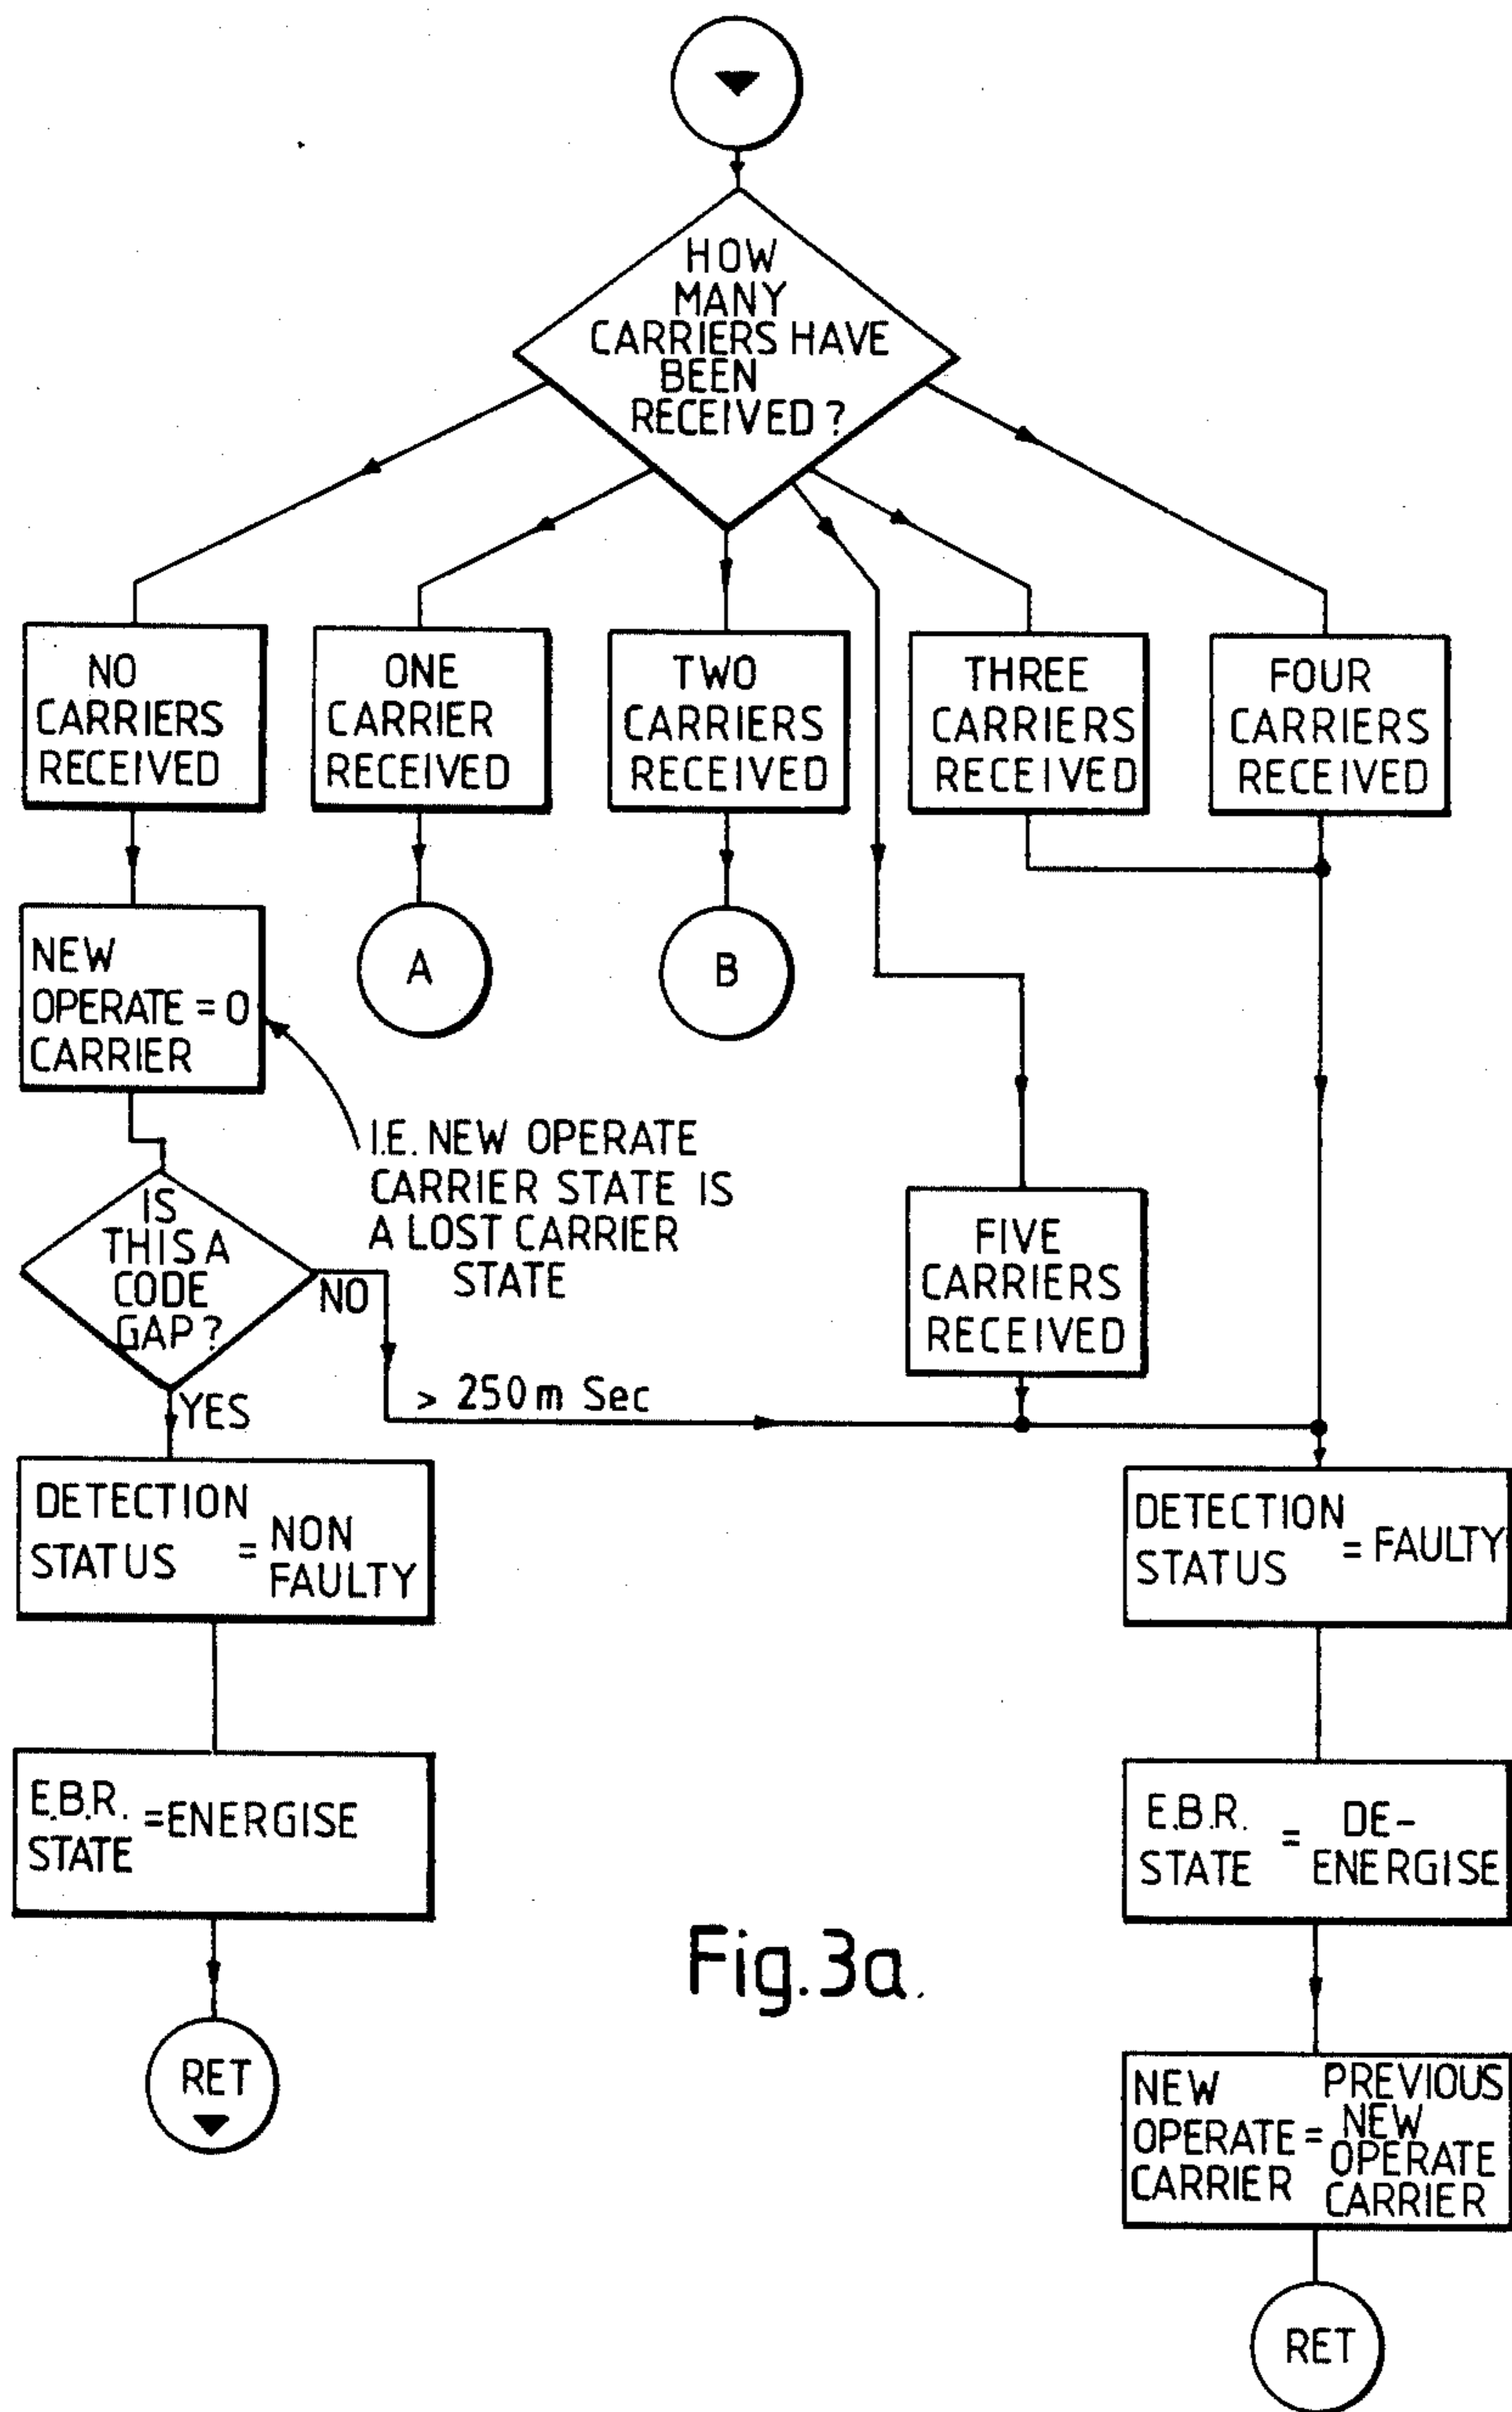 HOW
MANY
CARRIERS HAVE
BEEN
RECEIVED?
NO
CARRIERS
RECEIVED
ONE
CARRIER
RECEIVED
TWO
CARRIERS
RECEIVED
THREE
CARRIERS
RECEIVED
FOUR
CARRIERS
RECEIVED
NEW
OPERATE = 0
CARRIER
A
B
I.E. NEW OPERATE
CARRIER STATE IS
A LOST CARRIER
STATE
IS
THIS A
CODE
GAP?
NO
YES
> 250 m Sec
FIVE
CARRIERS
RECEIVED
DETECTION
STATUS
= NON
FAULTY
DETECTION
STATUS
= FAULTY
E.B.R.
STATE
=ENERGISE
E.B.R.
STATE
= DE-
ENERGISE
Fig.3a.
RET
NEW
OPERATE =
CARRIER
PREVIOUS
NEW
OPERATE
CARRIER
RET